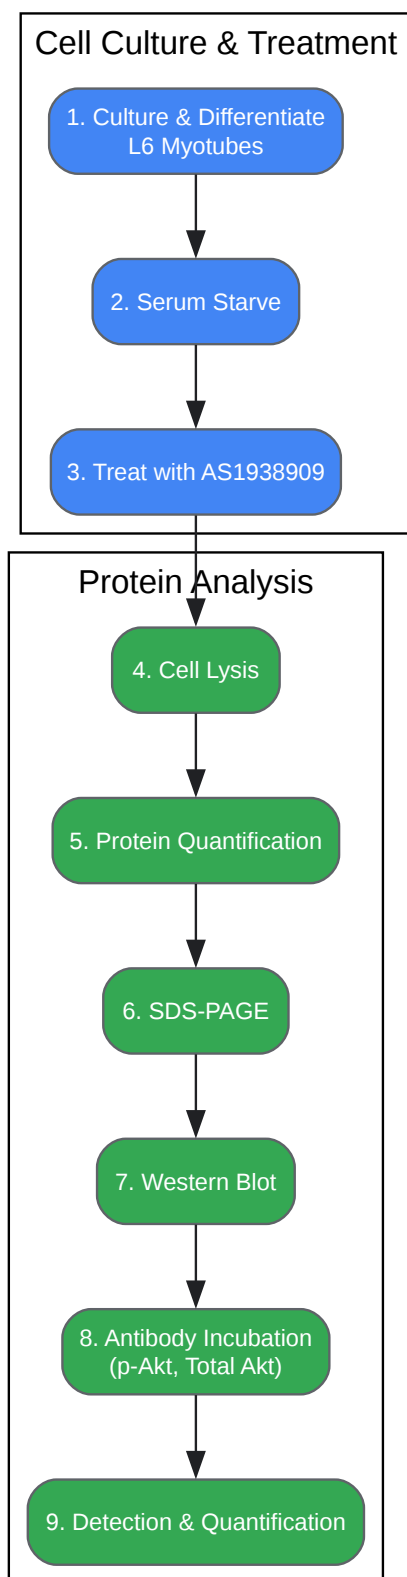 Cell Culture & Treatment
1. Culture & Differentiate
L6 Myotubes
2. Serum Starve
3. Treat with AS1938909
Protein Analysis
4. Cell Lysis
5. Protein Quantification
6. SDS-PAGE
7. Western Blot
8. Antibody Incubation
(p-Akt, Total Akt)
9. Detection & Quantification